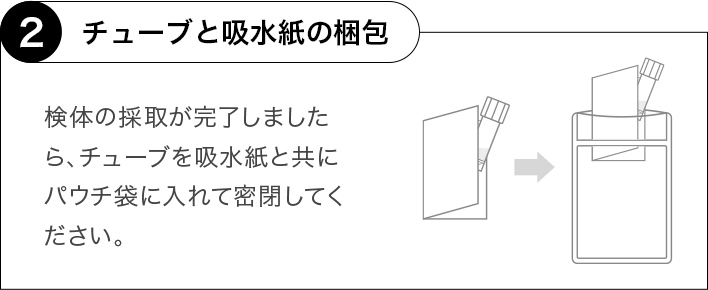 2 チューブと吸水紙の梱包
検体の採取が完了しました
ら、チューブを吸水紙と共に
パウチ袋に入れて密閉してく
ださい。